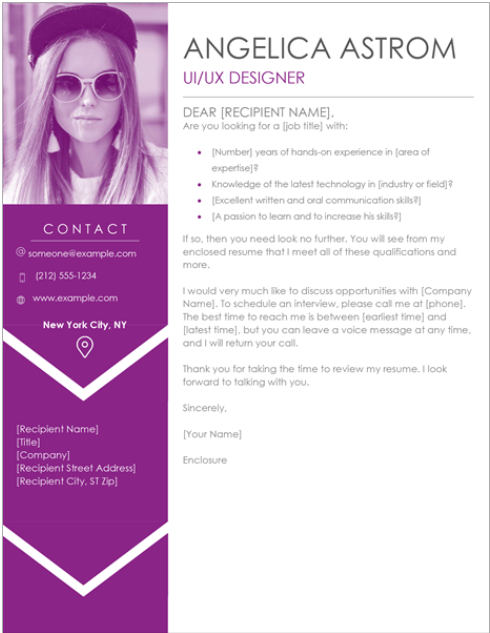 ANGELICA ASTROM
UI/UX DESIGNER
DEAR [RECIPIENT NAME],
Are you looking for a [job title] with:
• [Number] years of hands-on experience in [area of
expertise]?
• Knowledge of the latest technology in [industry or field]?
• [Excellent written and oral communication skills?]
• [A passion to learn and to increase his skills?]
If so, then you need look no further. You will see from my
enclosed resume that I meet all of these qualifications and
more.
I would very much like to discuss opportunities with [Company
Name]. To schedule an interview, please call me at [phone].
The best time to reach me is between [earliest time] and
[latest time], but you can leave a voice message at any time,
and I will return your call.
Thank you for taking the time to review my resume. I look
forward to talking with you.
Sincerely,
[Your Name]
Enclosure
CONTACT
someone@example.com
(212) 555-1234
www.example.com
New York City, NY
[Recipient Name]
[Title]
[Company]
[Recipient Street Address]
[Recipient City, ST Zip]